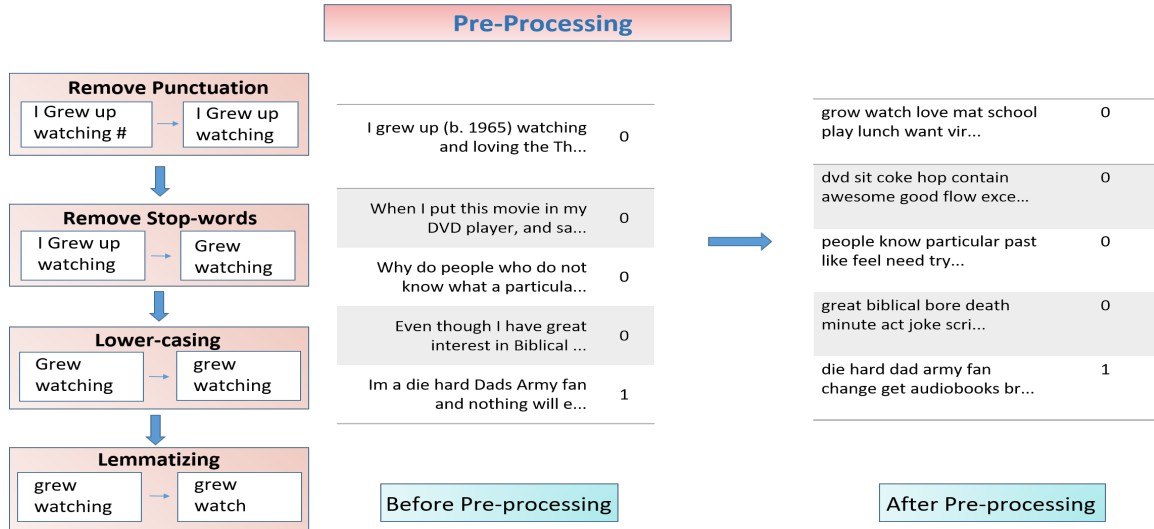 Pre-Processing
Remove Punctuation
I Grew up
watching #
I Grew up
watching
Remove Stop-words
I Grew up
watching
Grew
watching
Lower-casing
Grew
watching
grew
watching
Lemmatizing
grew
watching
grew
watch
I grew up (b. 1965) watching
and loving the Th... 0
When I put this movie in my
DVD player, and sa... 0
Why do people who do not
know what a particula... 0
Even though I have great
interest in Biblical ... 0
Im a die hard Dads Army fan
and nothing will e... 1
Before Pre-processing
grow watch love mat school 0
play lunch want vir...
dvd sit coke hop contain 0
awesome good flow exce...
people know particular past 0
like feel need try...
great biblical bore death 0
minute act joke scri...
die hard dad army fan 1
change get audiobooks br...
After Pre-processing